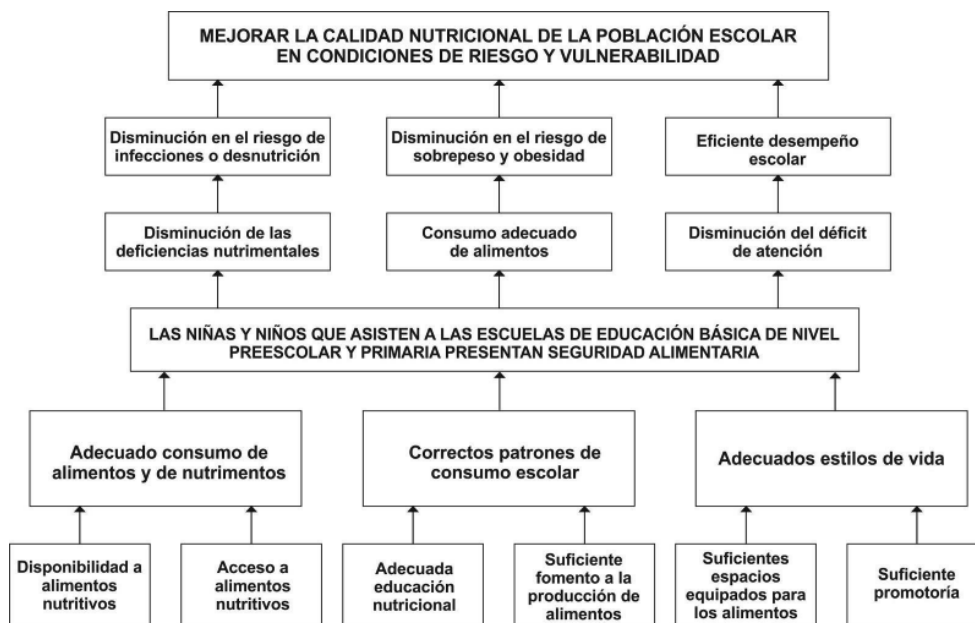 MEJORAR LA CALIDAD NUTRICIONAL DE LA POBLACIÓN ESCOLAR
EN CONDICIONES DE RIESGO Y VULNERABILIDAD
Disminución en el riesgo de
infecciones o desnutrición
Disminución en el riesgo de
sobrepeso y obesidad
Eficiente desempeño
escolar
Disminución de las
deficiencias nutrimentales
Consumo adecuado
de alimentos
Disminución del déficit
de atención
LAS NIÑAS Y NIÑOS QUE ASISTEN A LAS ESCUELAS DE EDUCACIÓN BÁSICA DE NIVEL
PREESCOLAR Y PRIMARIA PRESENTAN SEGURIDAD ALIMENTARIA
Adecuado consumo de
alimentos y de nutrimentos
Correctos patrones de
consumo escolar
Adecuados estilos de vida
Disponibilidad a
alimentos
nutritivos
Acceso a
alimentos
nutritivos
Adecuada
educación
nutricional
Suficiente
fomento a la
producción de
alimentos
Suficientes
espacios
equipados para
los alimentos
Suficiente
promotoría